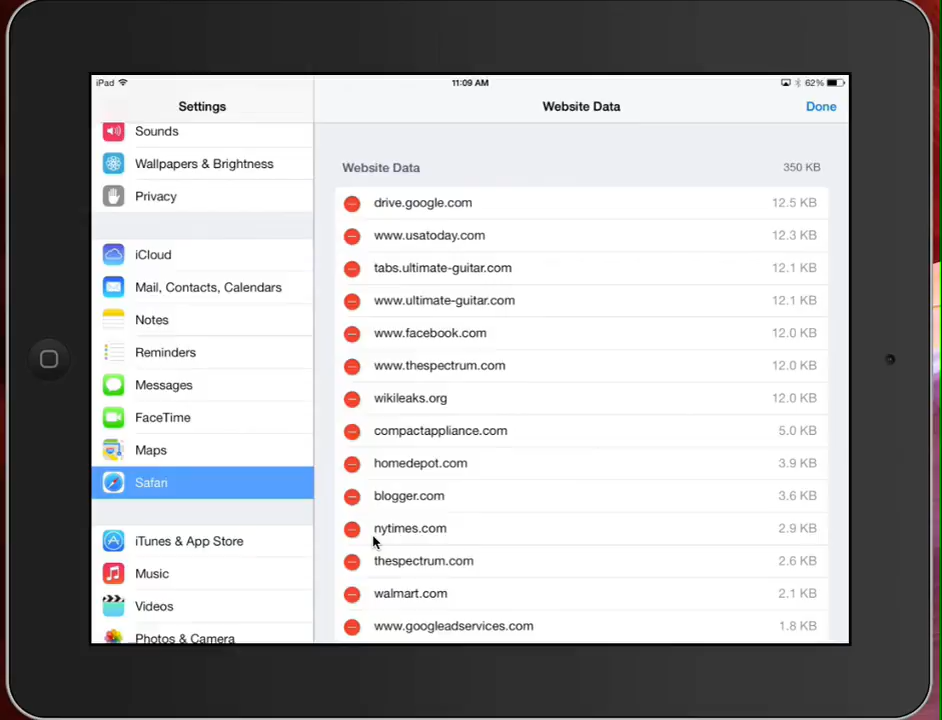 iPad
11:09 AM
62%
Settings
Website Data
Done
Sounds
Wallpapers & Brightness
Privacy
iCloud
Mail, Contacts, Calendars
Notes
Reminders
Messages
FaceTime
Maps
Safari
iTunes & App Store
Music
Videos
Photos & Camera
Website Data 350 KB
drive.google.com 12.5 KB
www.usatoday.com 12.3 KB
tabs.ultimate-guitar.com 12.1 KB
www.ultimate-guitar.com 12.1 KB
www.facebook.com 12.0 KB
www.thespectrum.com 12.0 KB
wikileaks.org 12.0 KB
compactappliance.com 5.0 KB
homedepot.com 3.9 KB
blogger.com 3.6 KB
nytimes.com 2.9 KB
thespectrum.com 2.6 KB
walmart.com 2.1 KB
www.googleadservices.com 1.8 KB